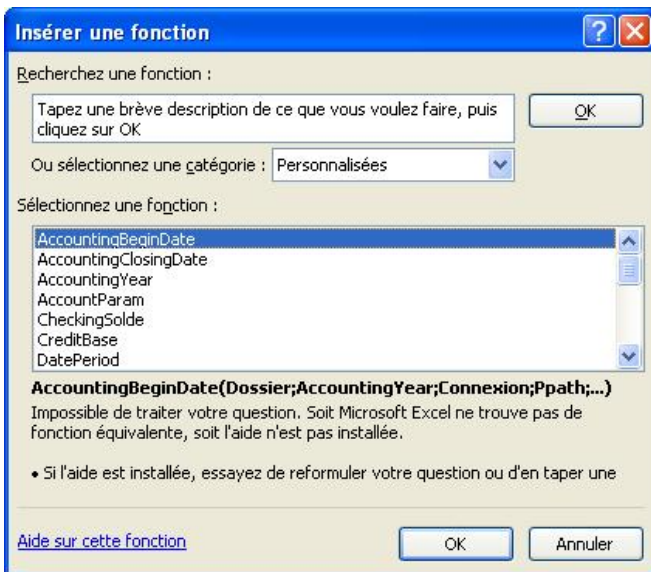 Insérer une fonction
Recherchez une fonction :
Tapez une brève description de ce que vous voulez faire, puis
cliquez sur OK
OK
Ou sélectionnez une catégorie : Personnalisées
Sélectionnez une fonction :
AccountingBeginDate
AccountingClosingDate
AccountingYear
AccountParam
CheckingSolde
CreditBase
DatePeriod
AccountingBeginDate(Dossier;AccountingYear;Connexion;Ppath;...)
Impossible de traiter votre question. Soit Microsoft Excel ne trouve pas de
fonction équivalente, soit l'aide n'est pas installée.
• Si l'aide est installée, essayez de reformuler votre question ou d'en taper une
Aide sur cette fonction
OK
Annuler